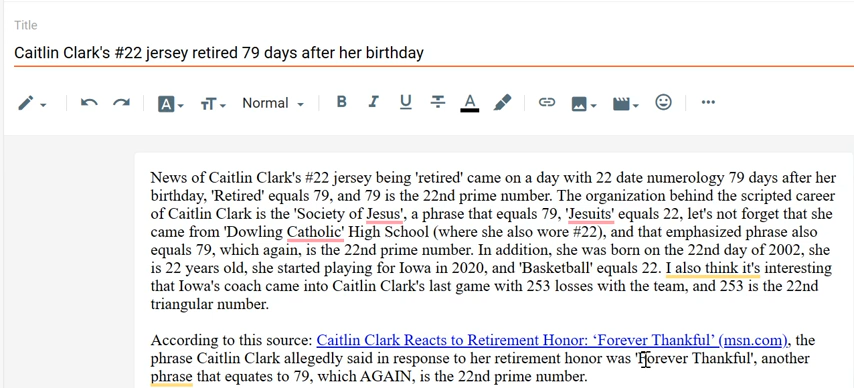 Title
Caitlin Clark's #22 jersey retired 79 days after her birthday
Normal
News of Caitlin Clark's #22 jersey being 'retired' came on a day with 22 date numerology 79 days after her
birthday, 'Retired' equals 79, and 79 is the 22nd prime number. The organization behind the scripted career
of Caitlin Clark is the 'Society of Jesus', a phrase that equals 79, 'Jesuits' equals 22, let's not forget that she
came from 'Dowling Catholic' High School (where she also wore #22), and that emphasized phrase also
equals 79, which again, is the 22nd prime number. In addition, she was born on the 22nd day of 2002, she
is 22 years old, she started playing for Iowa in 2020, and 'Basketball' equals 22. I also think it's interesting
that Iowa's coach came into Caitlin Clark's last game with 253 losses with the team, and 253 is the 22nd
triangular number.
According to this source: Caitlin Clark Reacts to Retirement Honor: ‘Forever Thankful’ (msn.com), the
phrase Caitlin Clark allegedly said in response to her retirement honor was 'Forever Thankful', another
phrase that equates to 79, which AGAIN, is the 22nd prime number.